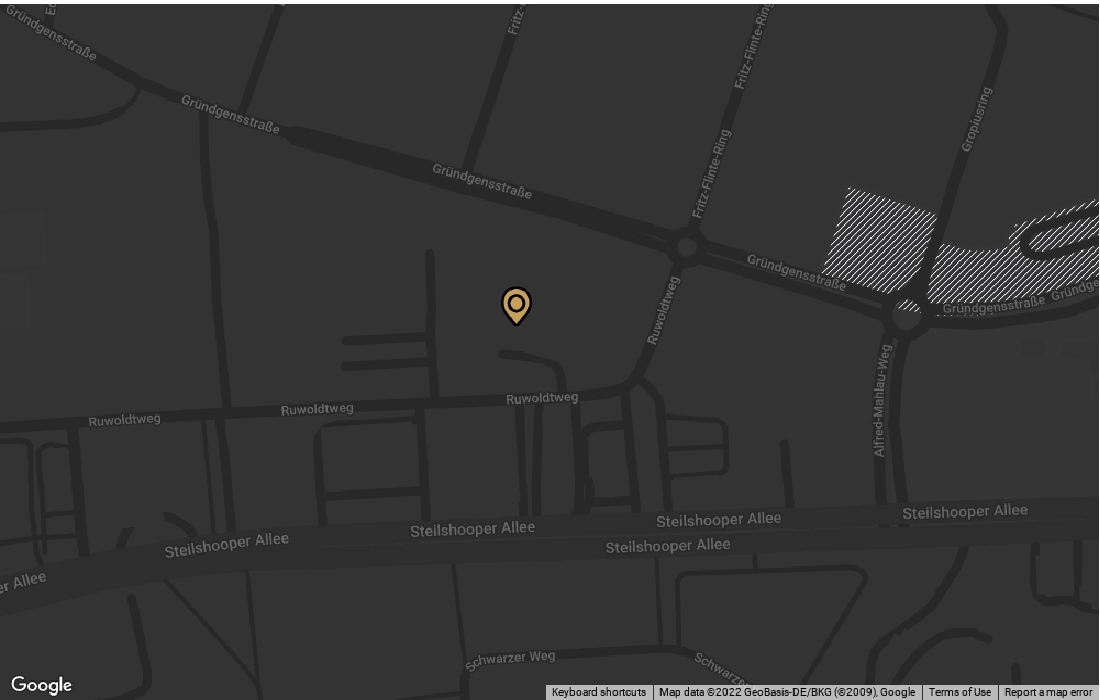 Gründgensstraße
Fritz-
Fritz-Flinte-Ring
Gropiusring
Gründgensstraße
Fritz-Flinte-Ring
Gründgensstraße
Gründgensstraße
Gründgensstraße
Ruwoldtweg
Alfred-Mahlau-Weg
Ruwoldtweg
Ruwoldtweg
Ruwoldtweg
Steilshooper Allee
Steilshooper Allee
Steilshooper Allee
Steilshooper Allee
Steilshooper Allee
er Allee
Schwarzer Weg
Schwarze
Google
Keyboard shortcuts
Map data ©2022 GeoBasis-DE/BKG (©2009), Google
Terms of Use
Report a map error